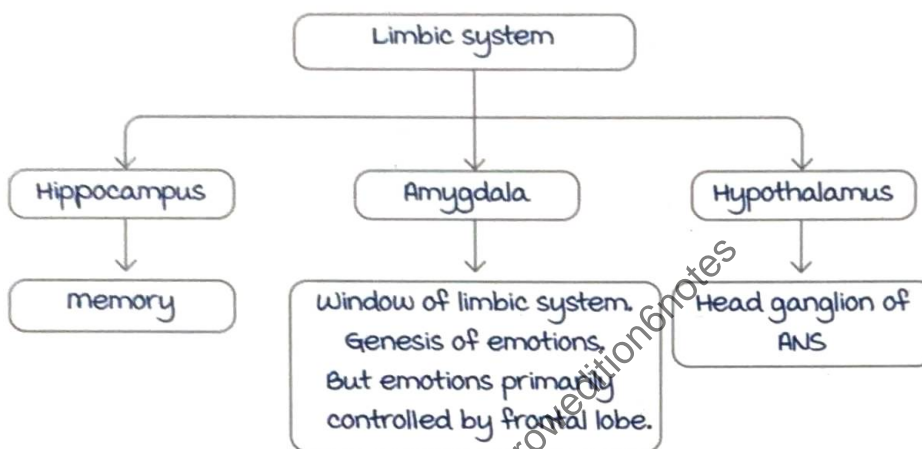 Limbic system
Hippocampus
Amygdala
Hypothalamus
memory
Window of limbic system.
Genesis of emotions.
But emotions primarily
controlled by frontal lobe.
Head ganglion of
ANS
rowedition6notes